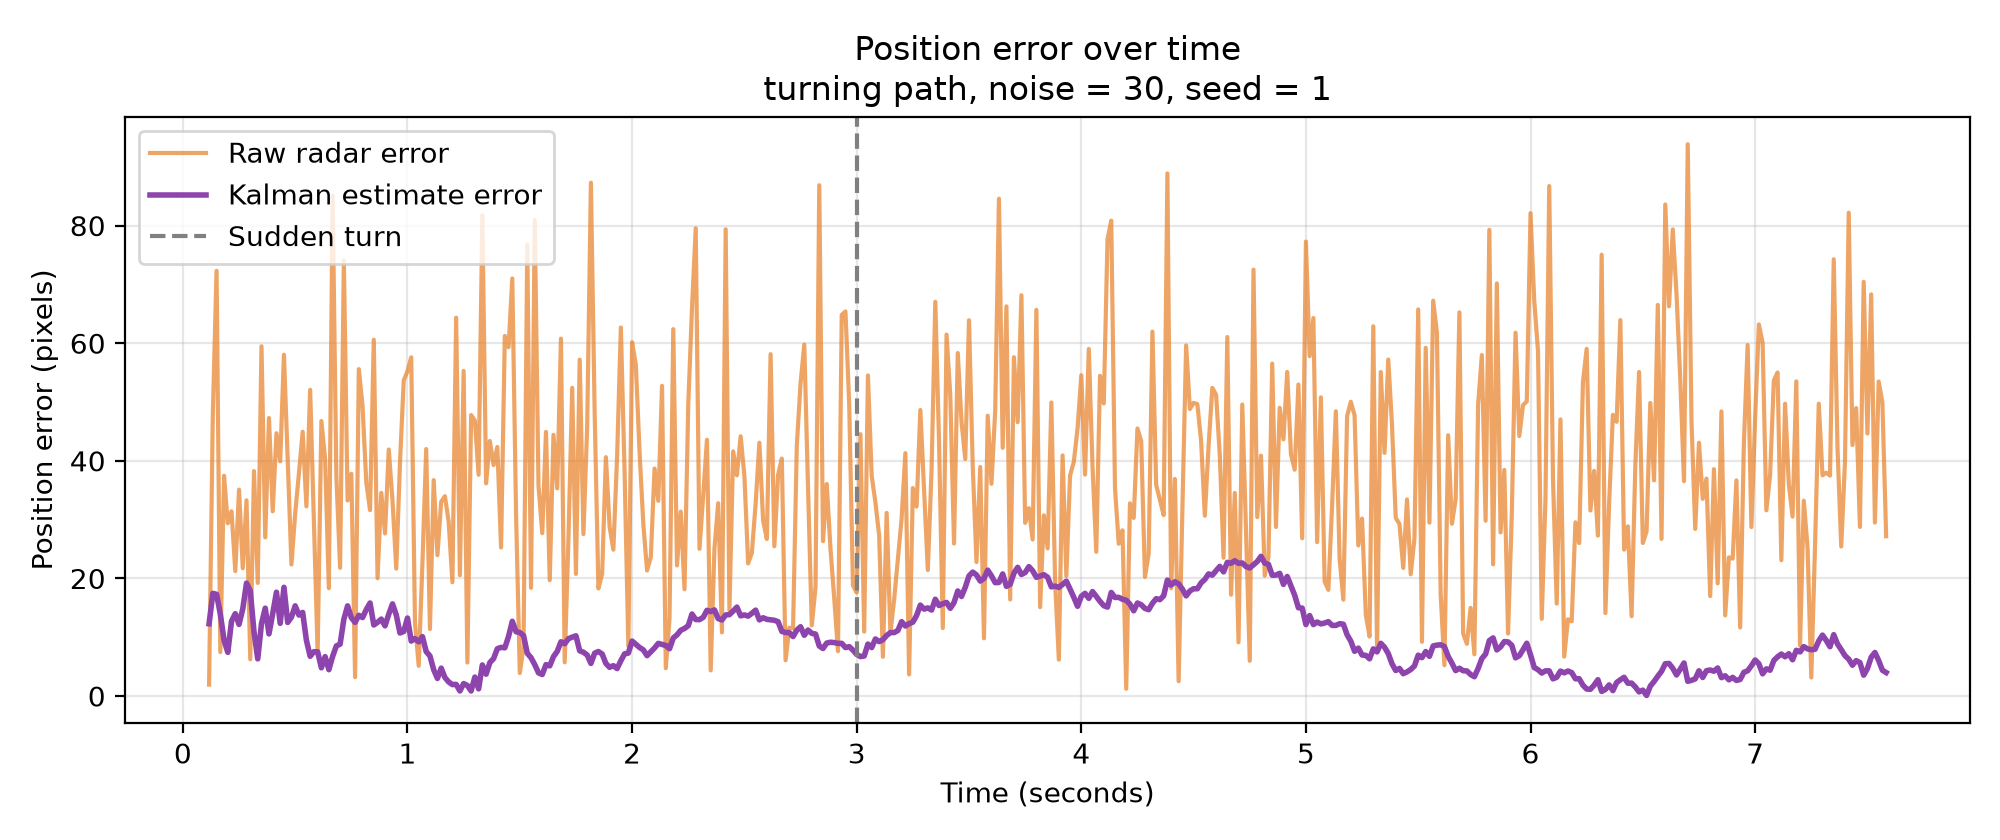 Position error over time
turning path, noise = 30, seed = 1
Raw radar error
Kalman estimate error
Sudden turn
Position error (pixels)
80
60
40
20
0
0 1 2 3 4 5 6 7
Time (seconds)